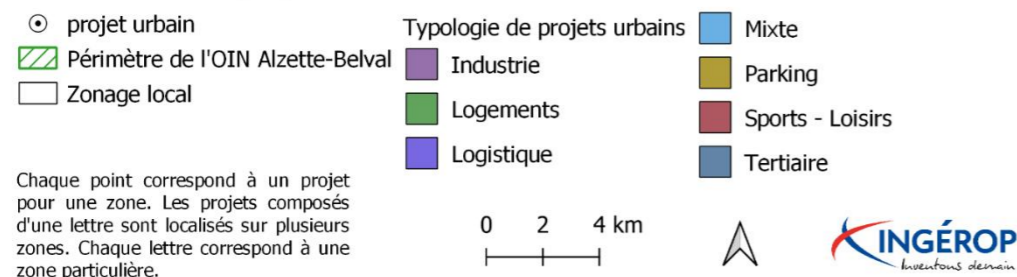 projet urbain
Périmètre de l'OIN Alzette-Belval
Zonage local
Chaque point correspond à un projet
pour une zone. Les projets composés
d'une lettre sont localisés sur plusieurs
zones. Chaque lettre correspond à une
zone particulière.
Typologie de projets urbains
Industrie
Logements
Logistique
Mixte
Parking
Sports - Loisirs
Tertiaire
0 2 4 km
INGÉROP
Inventons demain